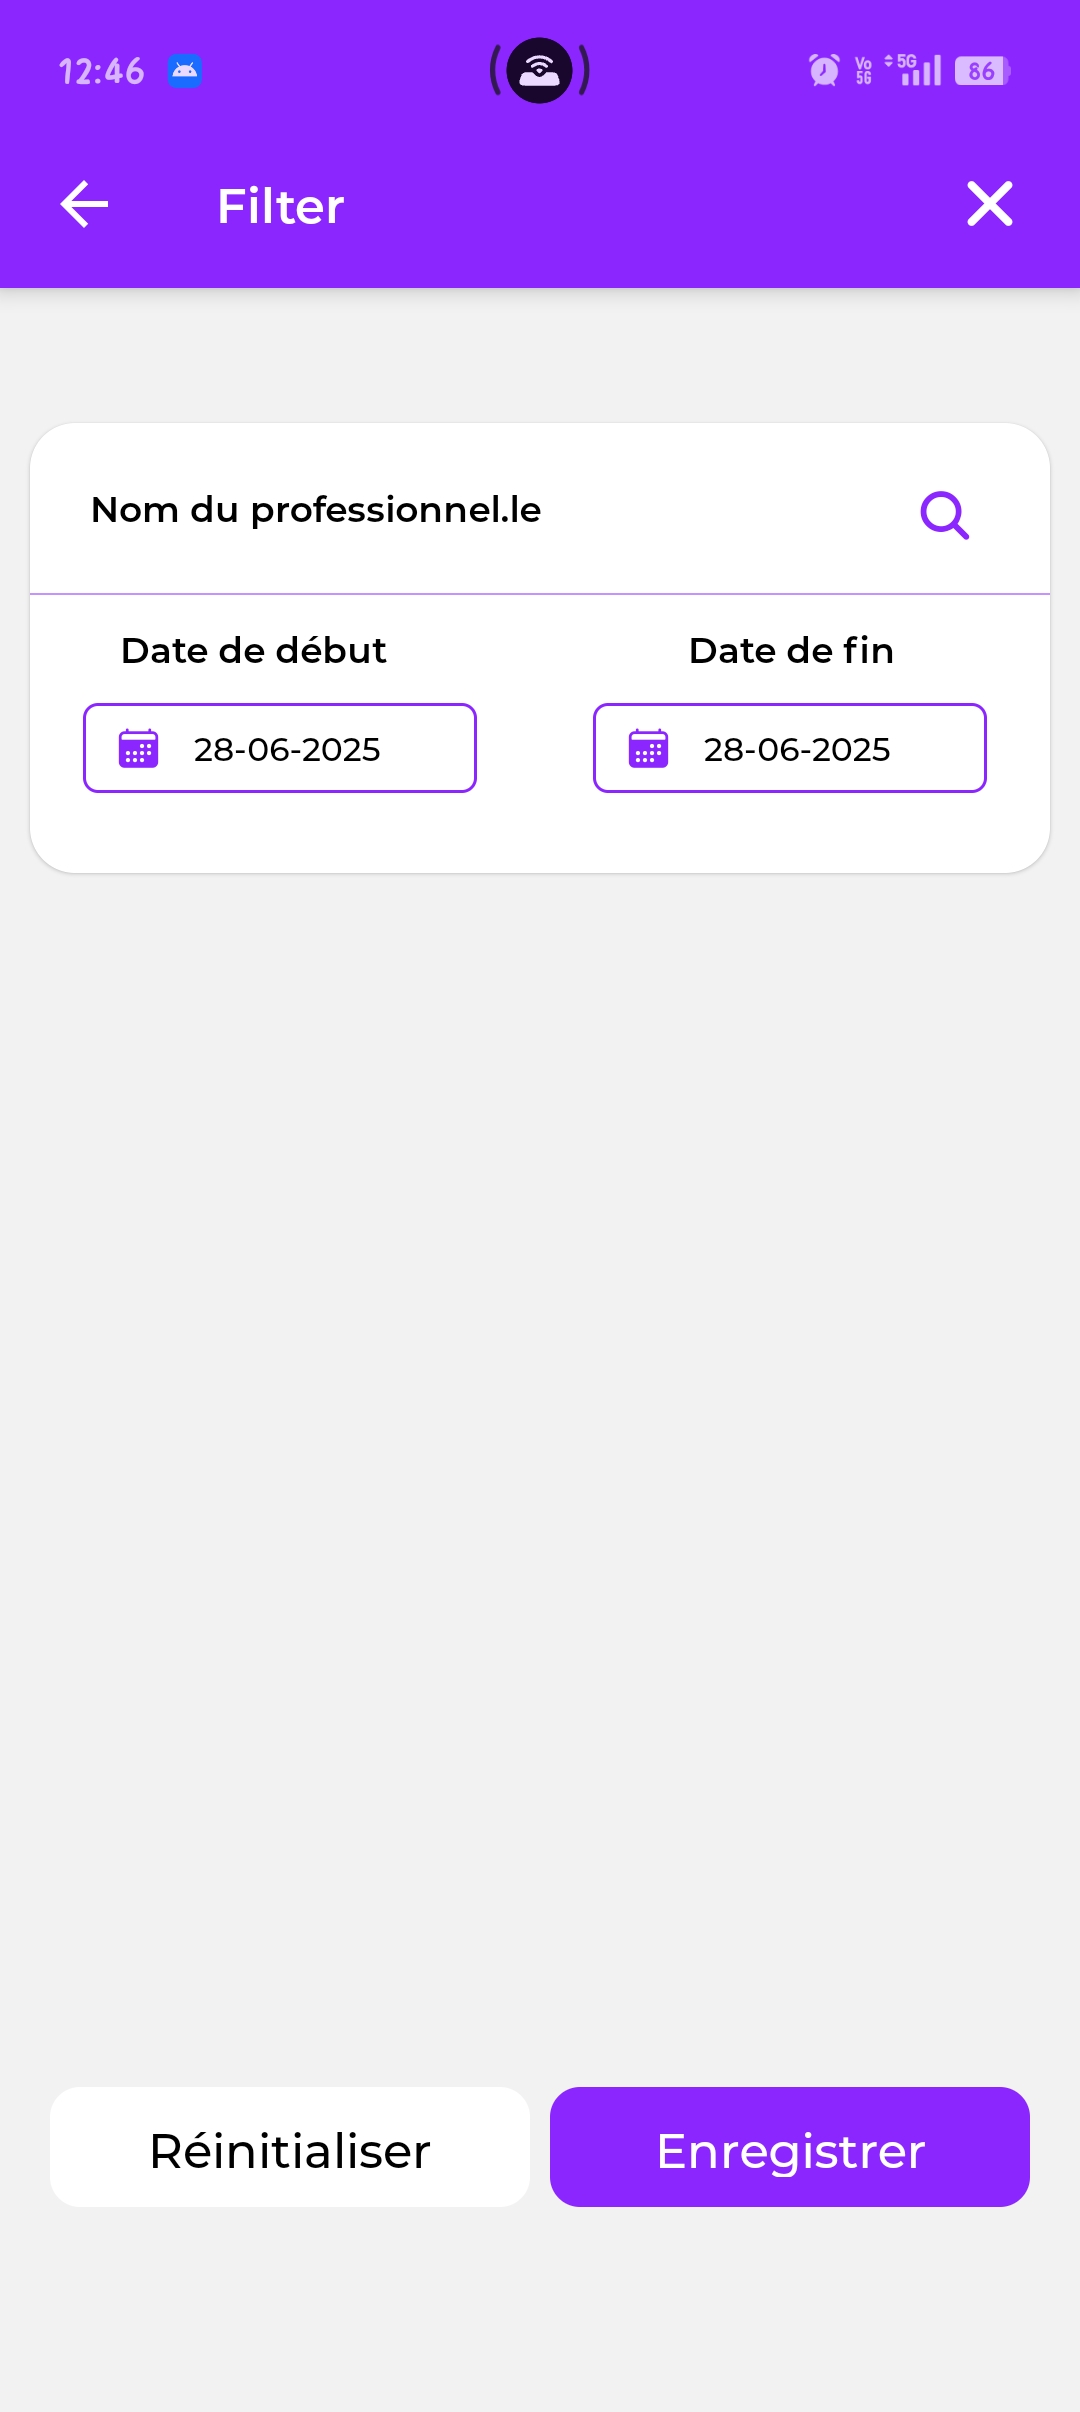 12:46
Vo 5G
5G
86
Filter
Nom du professionnel.le
Date de début
Date de fin
28-06-2025
28-06-2025
Réinitialiser
Enregistrer